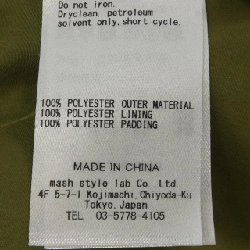 Do not iron.
Dryclean, petroleum
solvent only, short cycle.
100% POLYESTER OUTER MATERIAL
100% POLYESTER LINING
100% POLYESTER PADDING
MADE IN CHINA
mash style lab Co. Ltd.
4F 5-7-1 Kojimachi, Chiyoda-Ku
Tokyo, Japan
TEL 03-5778-4105